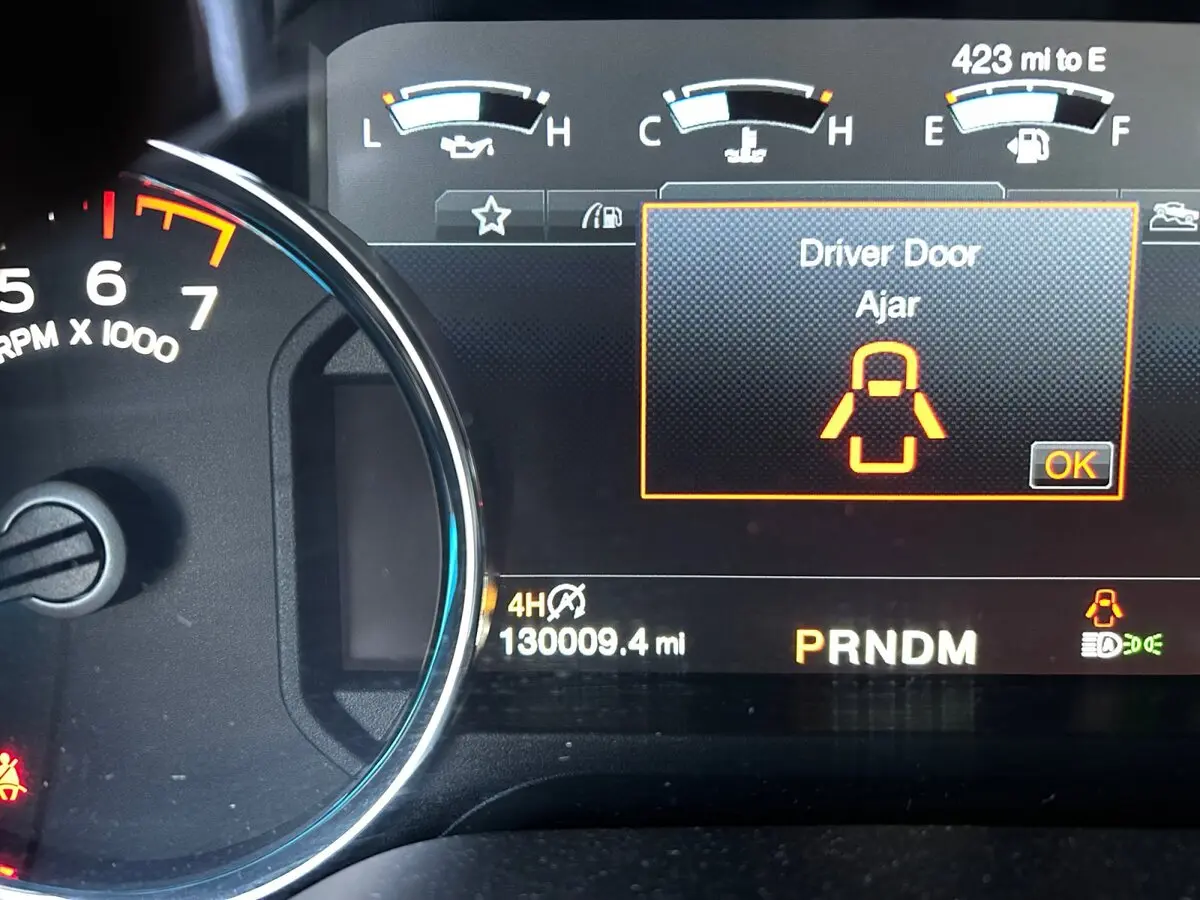 423 mi to E
L H
C H
E F
5 6 7
RPM X 1000
Driver Door
Ajar
OK
4H A
130009.4 mi
PRNDM
A